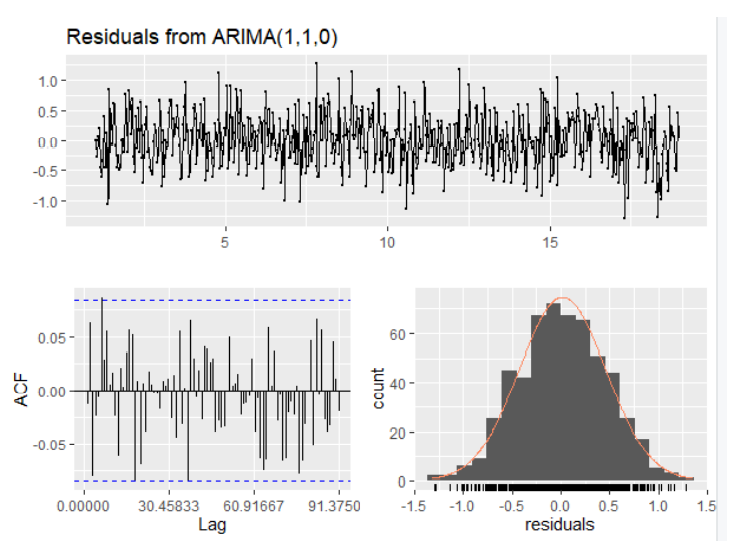 Residuals from ARIMA(1,1,0)
1.0
0.5
0.0
-0.5
-1.0
5 10 15
0.05
0.00
-0.05
ACF
0.00000 30.45833 60.91667 91.3750
Lag
60
40
20
0
count
-1.5 -1.0 -0.5 0.0 0.5 1.0 1.5
residuals